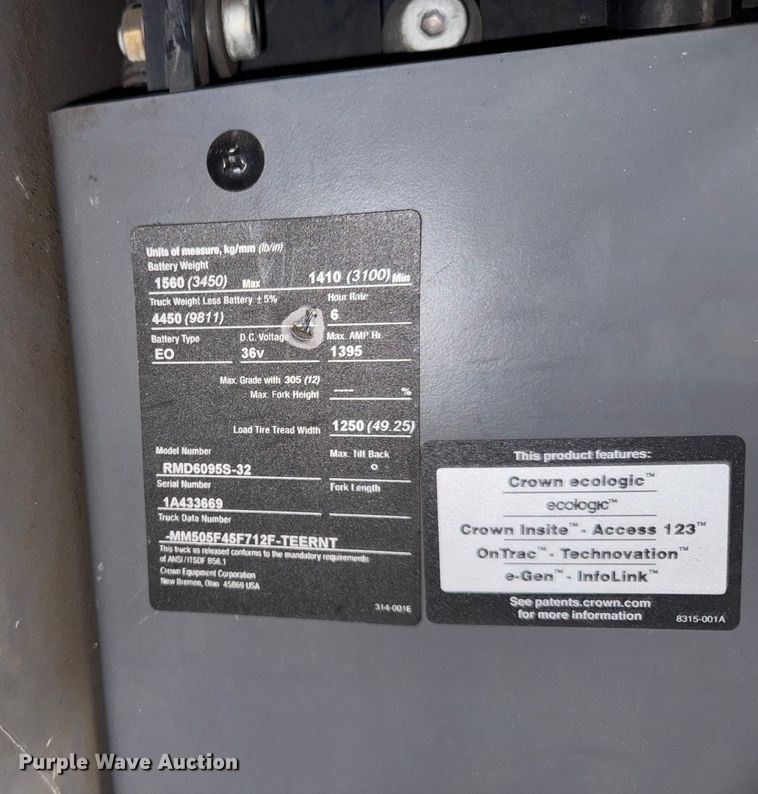 Units of measure, kg/mm (lb/in)
Battery Weight
1560 (3450) Max 1410 (3100) Min
Truck Weight Less Battery ±5% Hour Rate
4450 (9811) 6
Battery Type D.C. Voltage Max. AMP Hr.
EO 36v 1395
Max. Grade with 305 (12)
Max. Fork Height ---- %
Load Tire Tread Width 1250 (49.25)
Model Number Max. Tilt Back
RMD6095S-32 °
Serial Number Fork Length
1A433669
Truck Data Number
-MM505F45F712F-TEERNT
This truck as released conforms to the mandatory requirements
of ANSI/ITSDF B56.1
Crown Equipment Corporation
New Bremen, Ohio 45869 USA
314-001E
This product features:
Crown ecologic™
ecologic™
Crown Insite™ - Access 123™
OnTrac™ - Technovation™
e-Gen™ - InfoLink™
See patents.crown.com
for more information
8315-001A
Purple Wave Auction